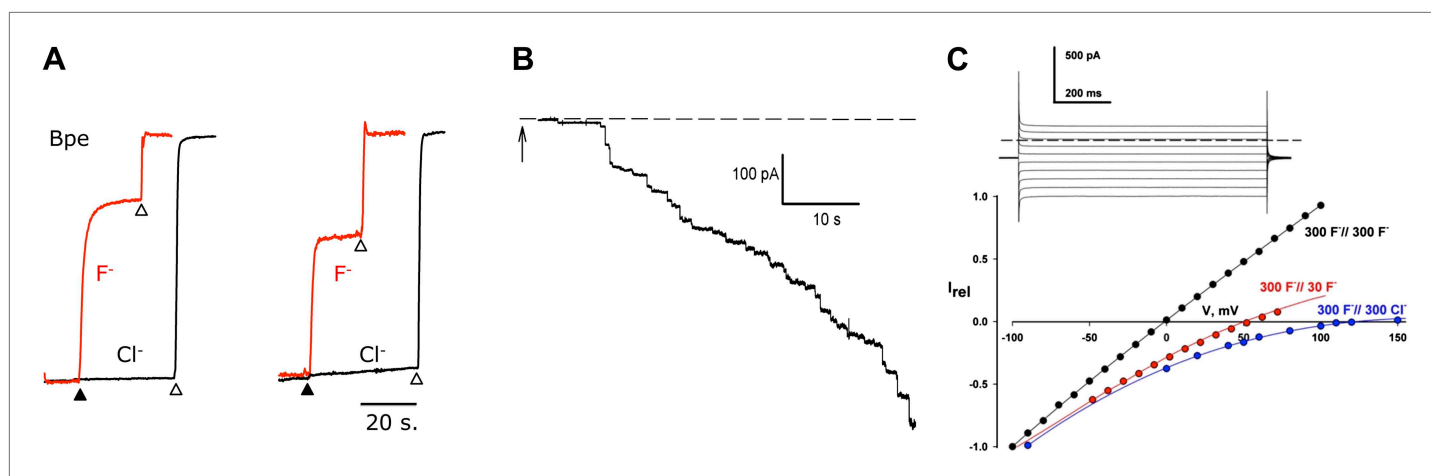 A
Bpe
F-
Cl-
F-
Cl-
20 s.
B
100 pA
10 s
C
500 pA
200 ms
1.0
0.5
0.0
-0.5
-1.0
Irel
300 F-// 300 F-
300 F-// 30 F-
V, mV
300 F-// 300 Cl-
-100
-50
0
50
100
150